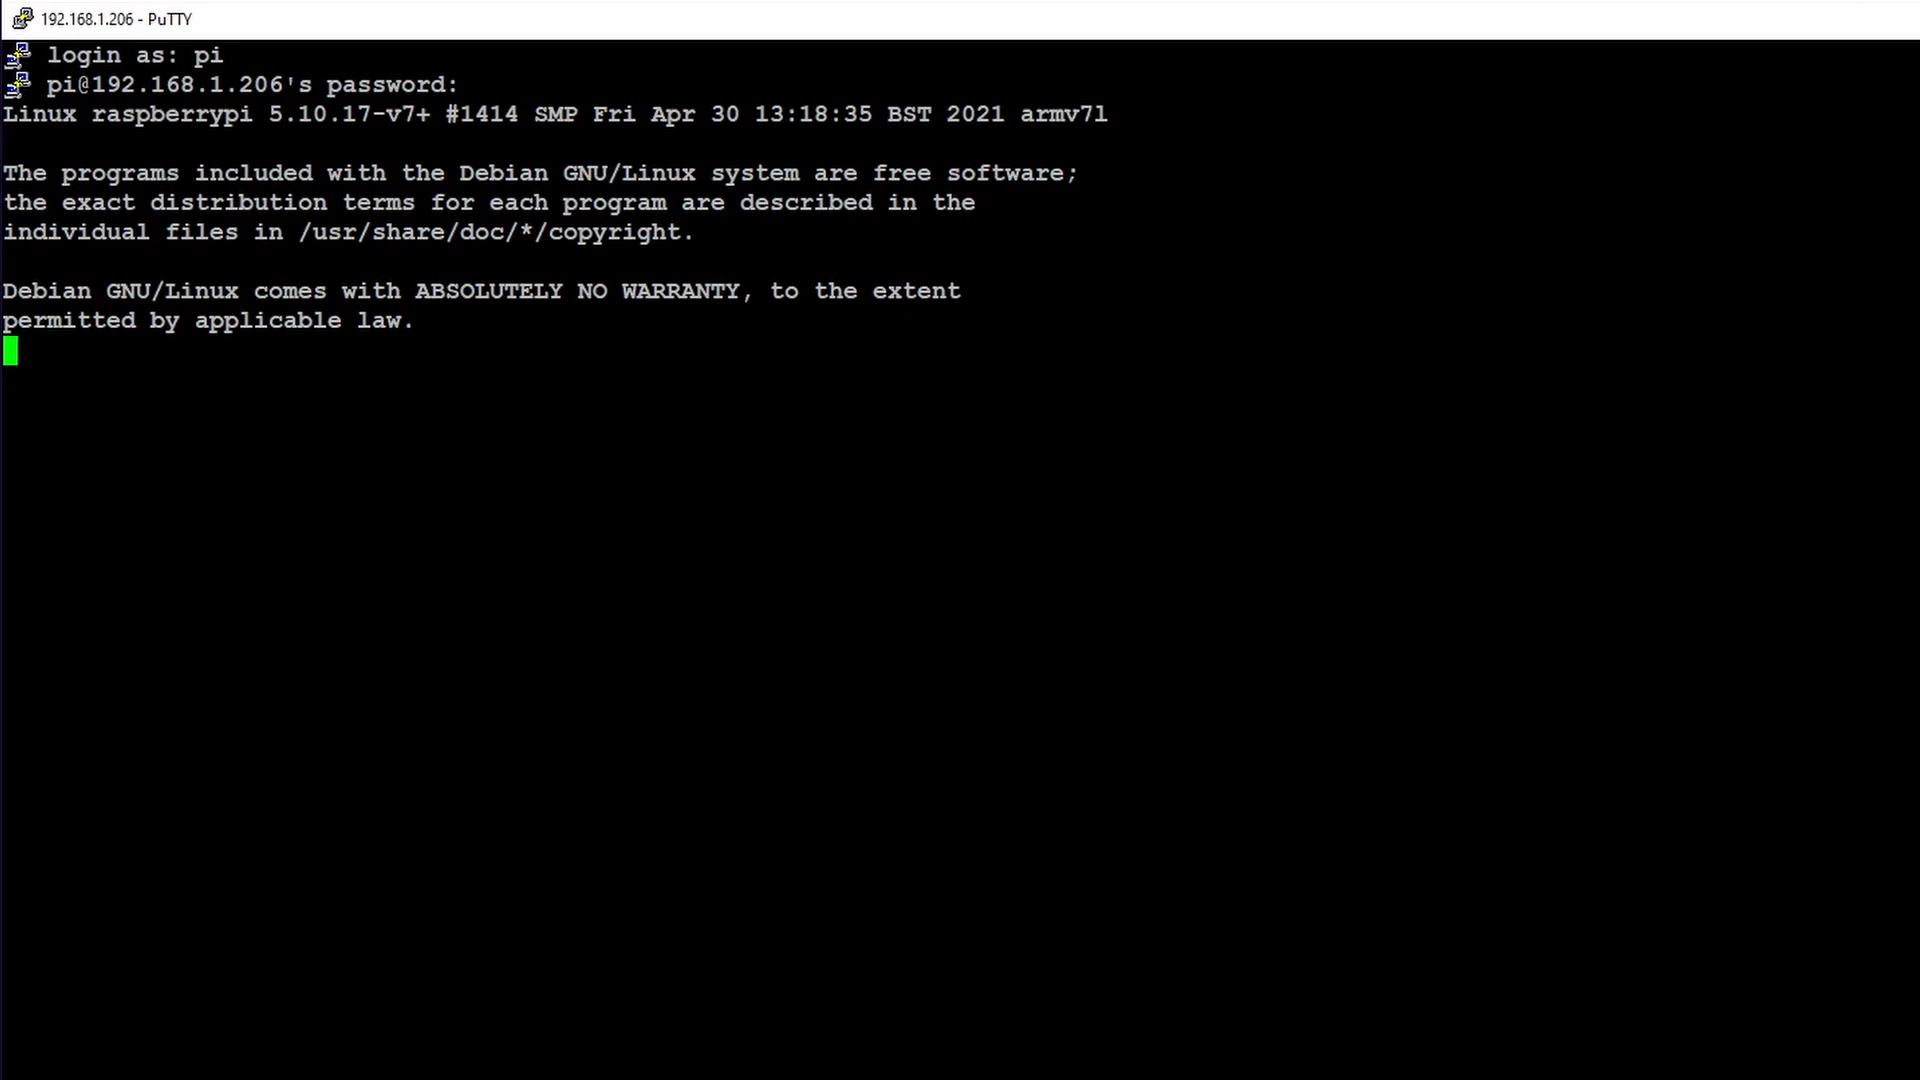 192.168.1.206 - PuTTY
login as: pi
pi@192.168.1.206's password:
Linux raspberrypi 5.10.17-v7+ #1414 SMP Fri Apr 30 13:18:35 BST 2021 armv7l
The programs included with the Debian GNU/Linux system are free software;
the exact distribution terms for each program are described in the
individual files in /usr/share/doc/*/copyright.
Debian GNU/Linux comes with ABSOLUTELY NO WARRANTY, to the extent
permitted by applicable law.